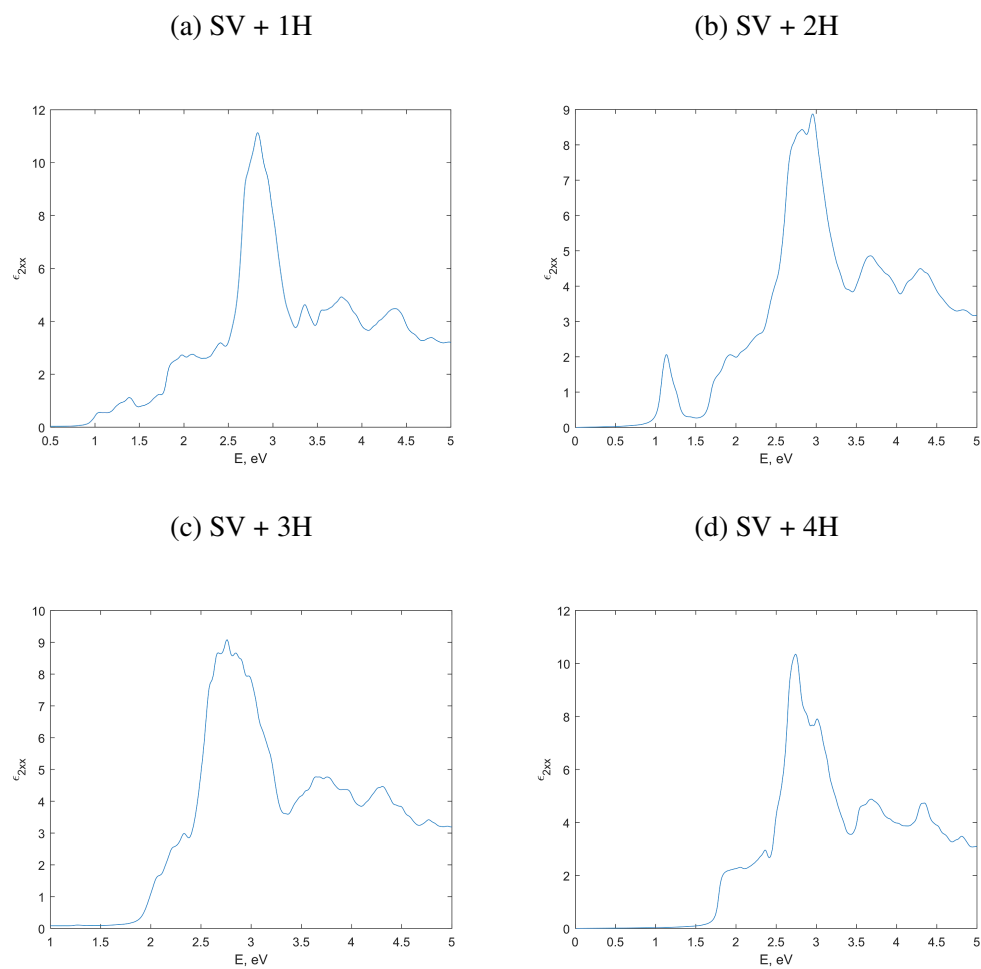 (a) SV + 1H
12
10
8
6
4
2
0
0.5 1 1.5 2 2.5 3 3.5 4 4.5 5
E, eV
ϵ2xx
(b) SV + 2H
9
8
7
6
5
4
3
2
1
0
0 0.5 1 1.5 2 2.5 3 3.5 4 4.5 5
E, eV
ϵ2xx
(c) SV + 3H
10
9
8
7
6
5
4
3
2
1
0
1 1.5 2 2.5 3 3.5 4 4.5 5
E, eV
ϵ2xx
(d) SV + 4H
12
10
8
6
4
2
0
0 0.5 1 1.5 2 2.5 3 3.5 4 4.5 5
E, eV
ϵ2xx